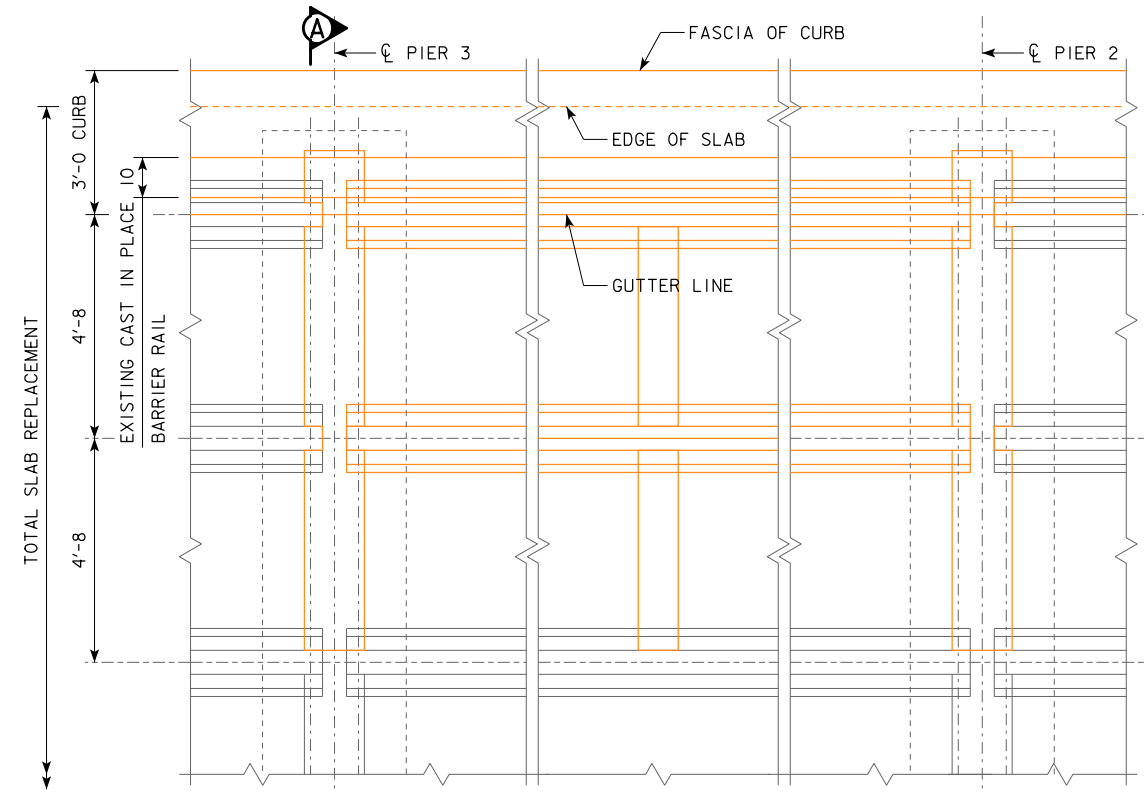 A
℄ PIER 3
FASCIA OF CURB
℄ PIER 2
EDGE OF SLAB
3'-0 CURB
EXISTING CAST IN PLACE 10
BARRIER RAIL
GUTTER LINE
4'-8
TOTAL SLAB REPLACEMENT
4'-8